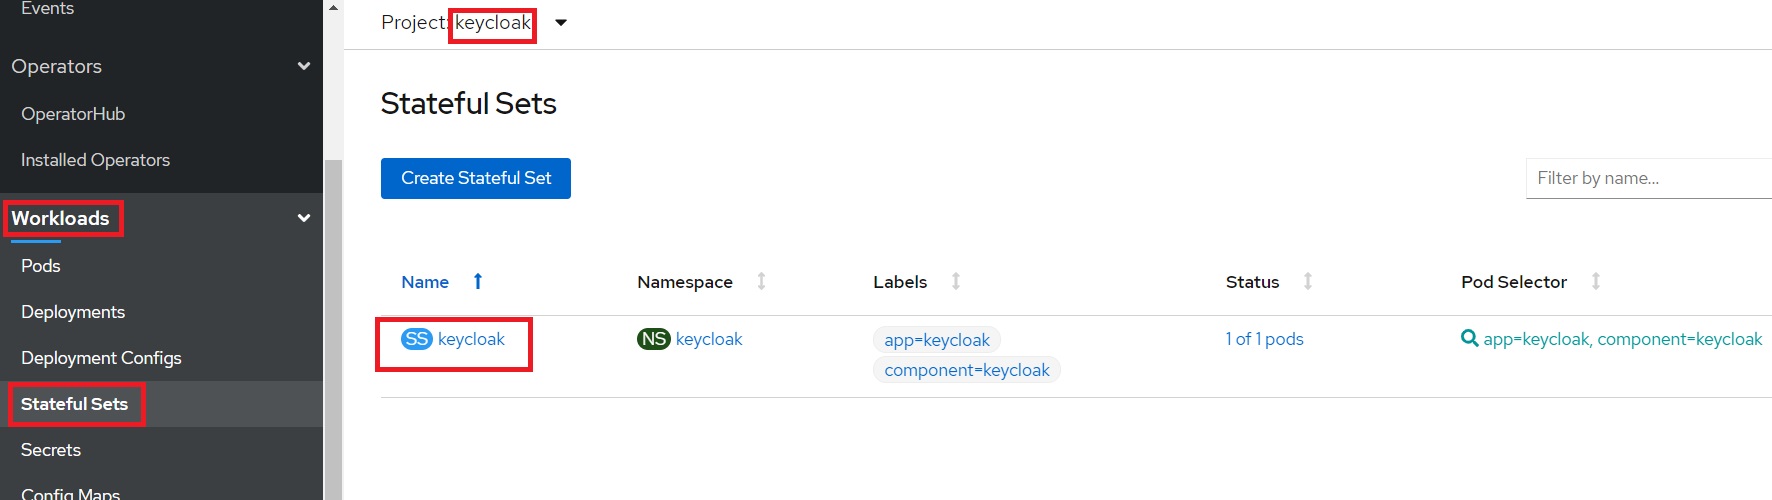 Events
Operators
OperatorHub
Installed Operators
Workloads
Pods
Deployments
Deployment Configs
Stateful Sets
Secrets
Config Maps
Project: keycloak
Stateful Sets
Create Stateful Set
Filter by name...
Name Namespace Labels Status Pod Selector
SS keycloak NS keycloak app=keycloak 1 of 1 pods app=keycloak, component=keycloak
component=keycloak